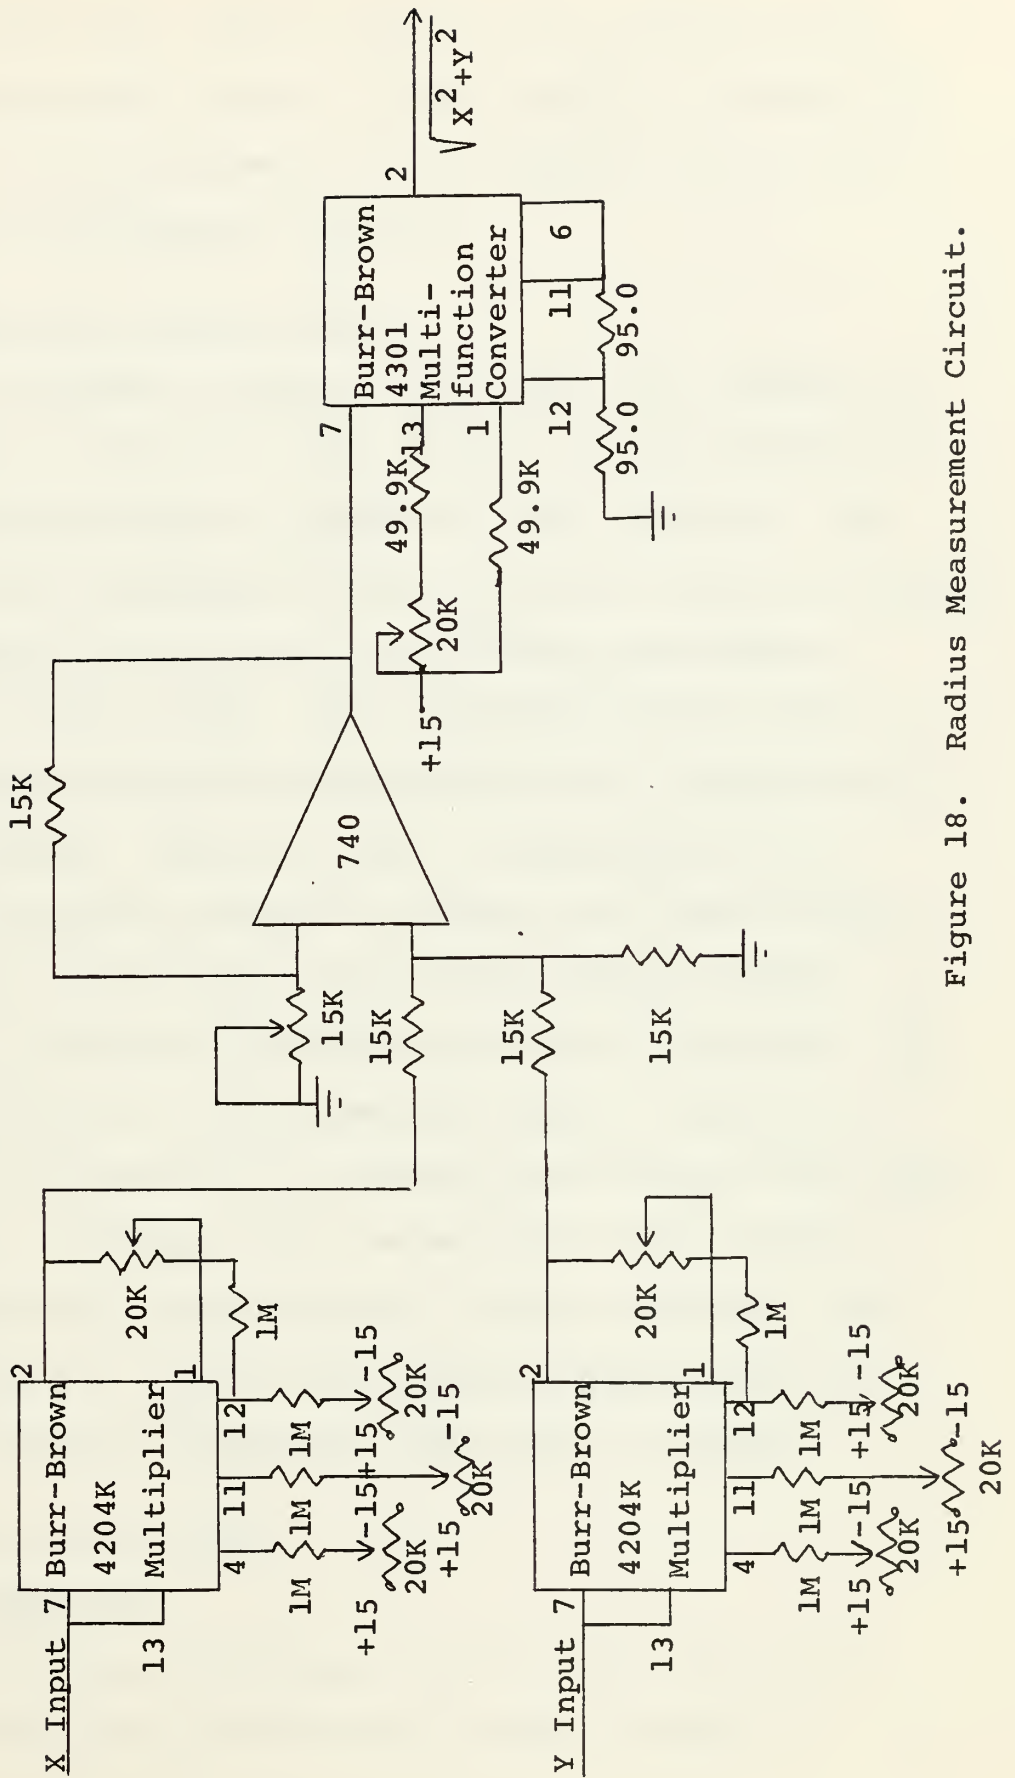 X Input
7
13
Burr-Brown
4204K
Multiplier
2
1
4
11
12
20K
1M
1M
1M
1M
+15
-15
20K
+15
-15
20K
+15
-15
20K
Y Input
7
13
Burr-Brown
4204K
Multiplier
2
1
4
11
12
20K
1M
1M
1M
1M
+15
-15
20K
+15
-15
20K
+15
-15
20K
15K
15K
15K
15K
15K
740
+15
20K
49.9K
49.9K
7
13
1
12
11
6
2
Burr-Brown
4301
Multi-
function
Converter
95.0
95.0
√X²+Y²
Figure 18. Radius Measurement Circuit.